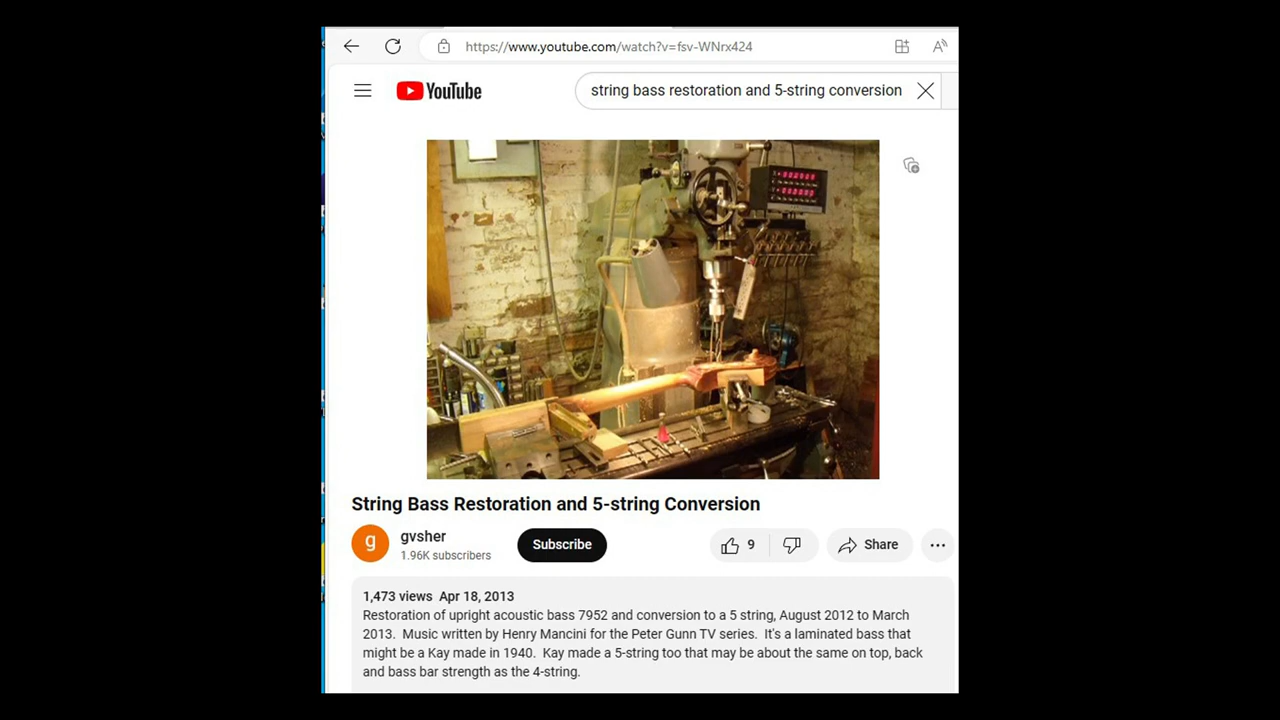 https://www.youtube.com/watch?v=fsv-WNrx424
YouTube
string bass restoration and 5-string conversion
String Bass Restoration and 5-string Conversion
g
gvsher
1.96K subscribers
Subscribe
9
Share
1,473 views Apr 18, 2013
Restoration of upright acoustic bass 7952 and conversion to a 5 string, August 2012 to March
2013. Music written by Henry Mancini for the Peter Gunn TV series. It's a laminated bass that
might be a Kay made in 1940. Kay made a 5-string too that may be about the same on top, back
and bass bar strength as the 4-string.